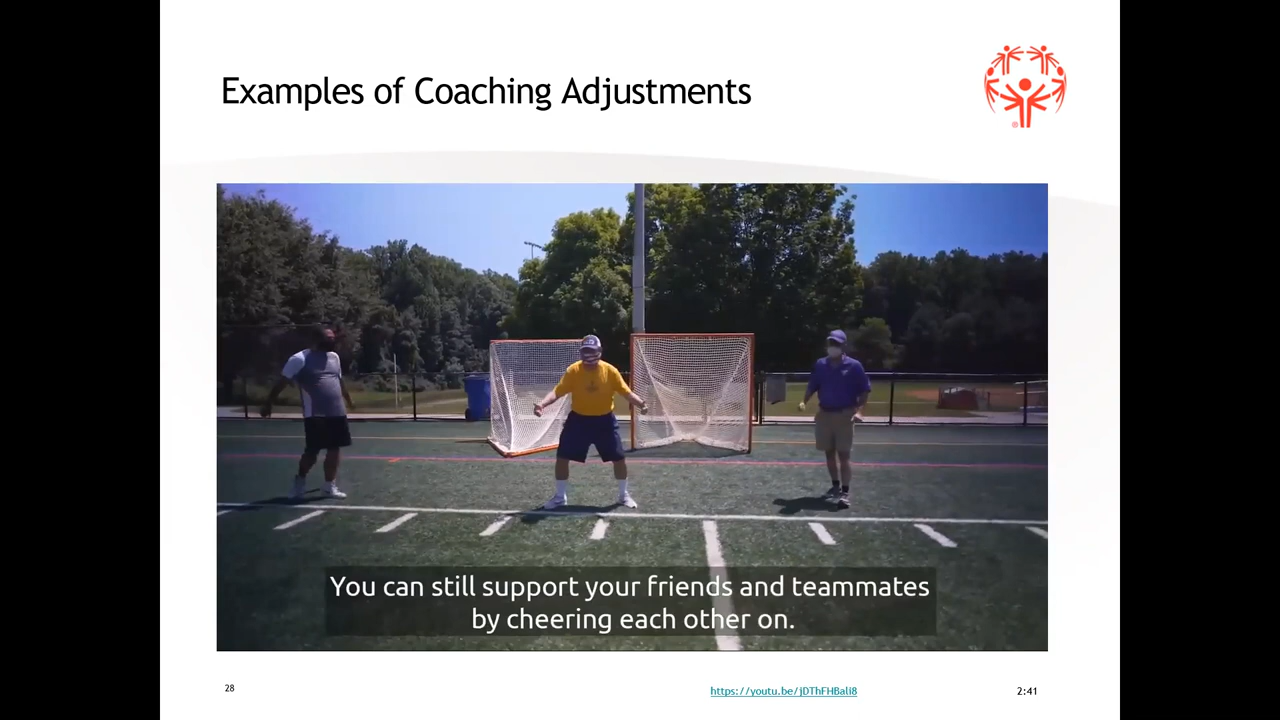 Examples of Coaching Adjustments
®
You can still support your friends and teammates
by cheering each other on.
28
https://youtu.be/jDThFHBali8
2:41